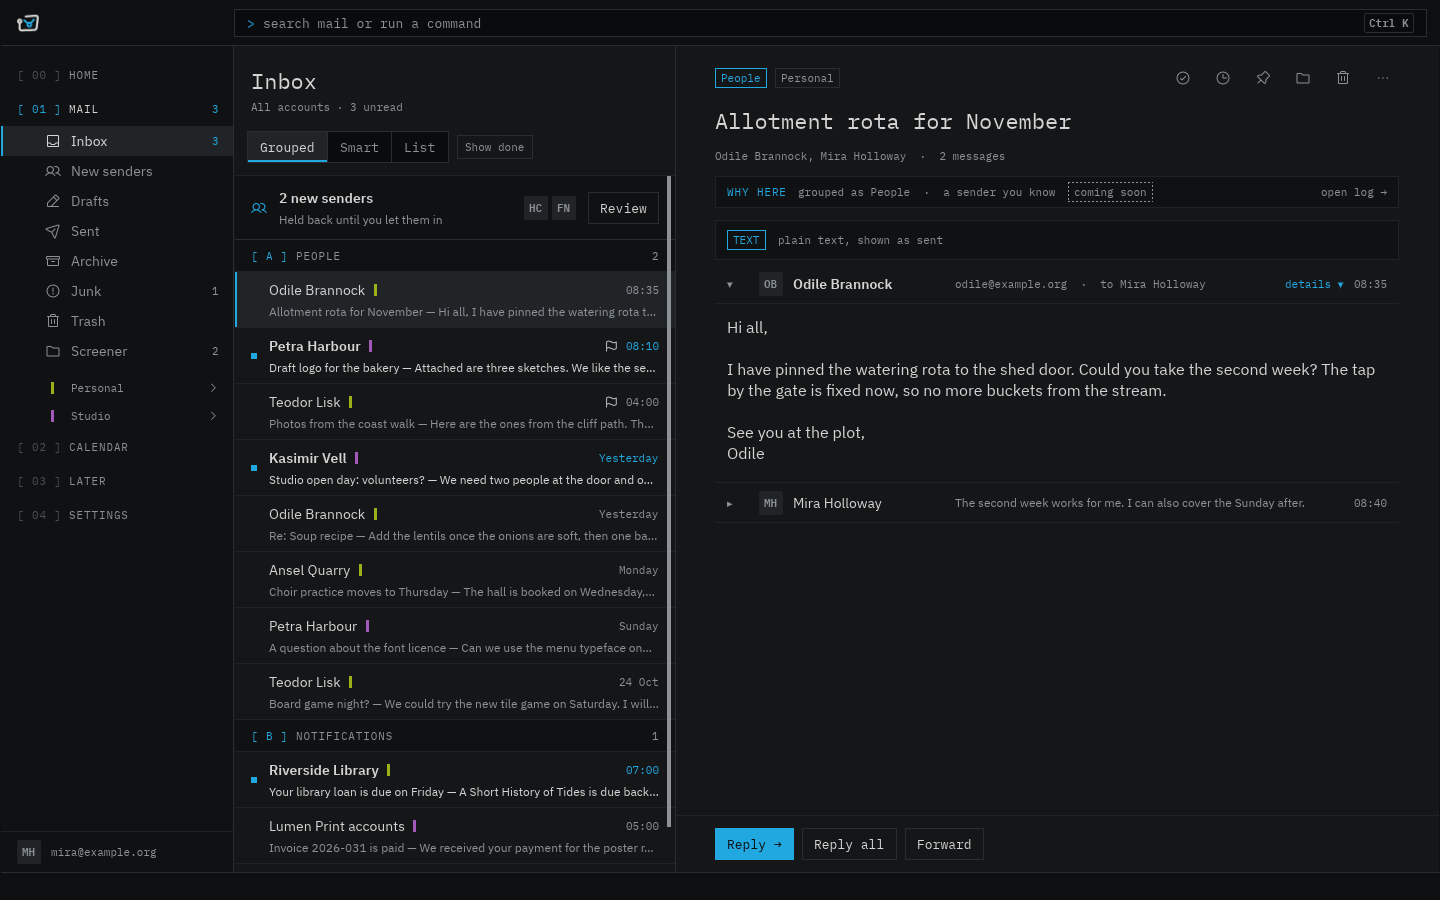 > search mail or run a command Ctrl K
[ 00 ] HOME
[ 01 ] MAIL 3
Inbox 3
New senders
Drafts
Sent
Archive
Junk 1
Trash
Screener 2
Personal
Studio
[ 02 ] CALENDAR
[ 03 ] LATER
[ 04 ] SETTINGS
MH mira@example.org
Inbox
All accounts · 3 unread
Grouped Smart List Show done
2 new senders
Held back until you let them in
HC FN Review
[ A ] PEOPLE 2
Odile Brannock 08:35
Allotment rota for November — Hi all, I have pinned the watering rota t...
Petra Harbour 08:10
Draft logo for the bakery — Attached are three sketches. We like the se...
Teodor Lisk 04:00
Photos from the coast walk — Here are the ones from the cliff path. Th...
Kasimir Vell Yesterday
Studio open day: volunteers? — We need two people at the door and o...
Odile Brannock Yesterday
Re: Soup recipe — Add the lentils once the onions are soft, then one ba...
Ansel Quarry Monday
Choir practice moves to Thursday — The hall is booked on Wednesday,...
Petra Harbour Sunday
A question about the font licence — Can we use the menu typeface on...
Teodor Lisk 24 Oct
Board game night? — We could try the new tile game on Saturday. I will...
[ B ] NOTIFICATIONS 1
Riverside Library 07:00
Your library loan is due on Friday — A Short History of Tides is due back...
Lumen Print accounts 05:00
Invoice 2026-031 is paid — We received your payment for the poster r...
People Personal
Allotment rota for November
Odile Brannock, Mira Holloway · 2 messages
WHY HERE grouped as People · a sender you know coming soon open log →
TEXT plain text, shown as sent
OB Odile Brannock odile@example.org · to Mira Holloway details ▾ 08:35
Hi all,
I have pinned the watering rota to the shed door. Could you take the second week? The tap
by the gate is fixed now, so no more buckets from the stream.
See you at the plot,
Odile
MH Mira Holloway The second week works for me. I can also cover the Sunday after. 08:40
Reply → Reply all Forward